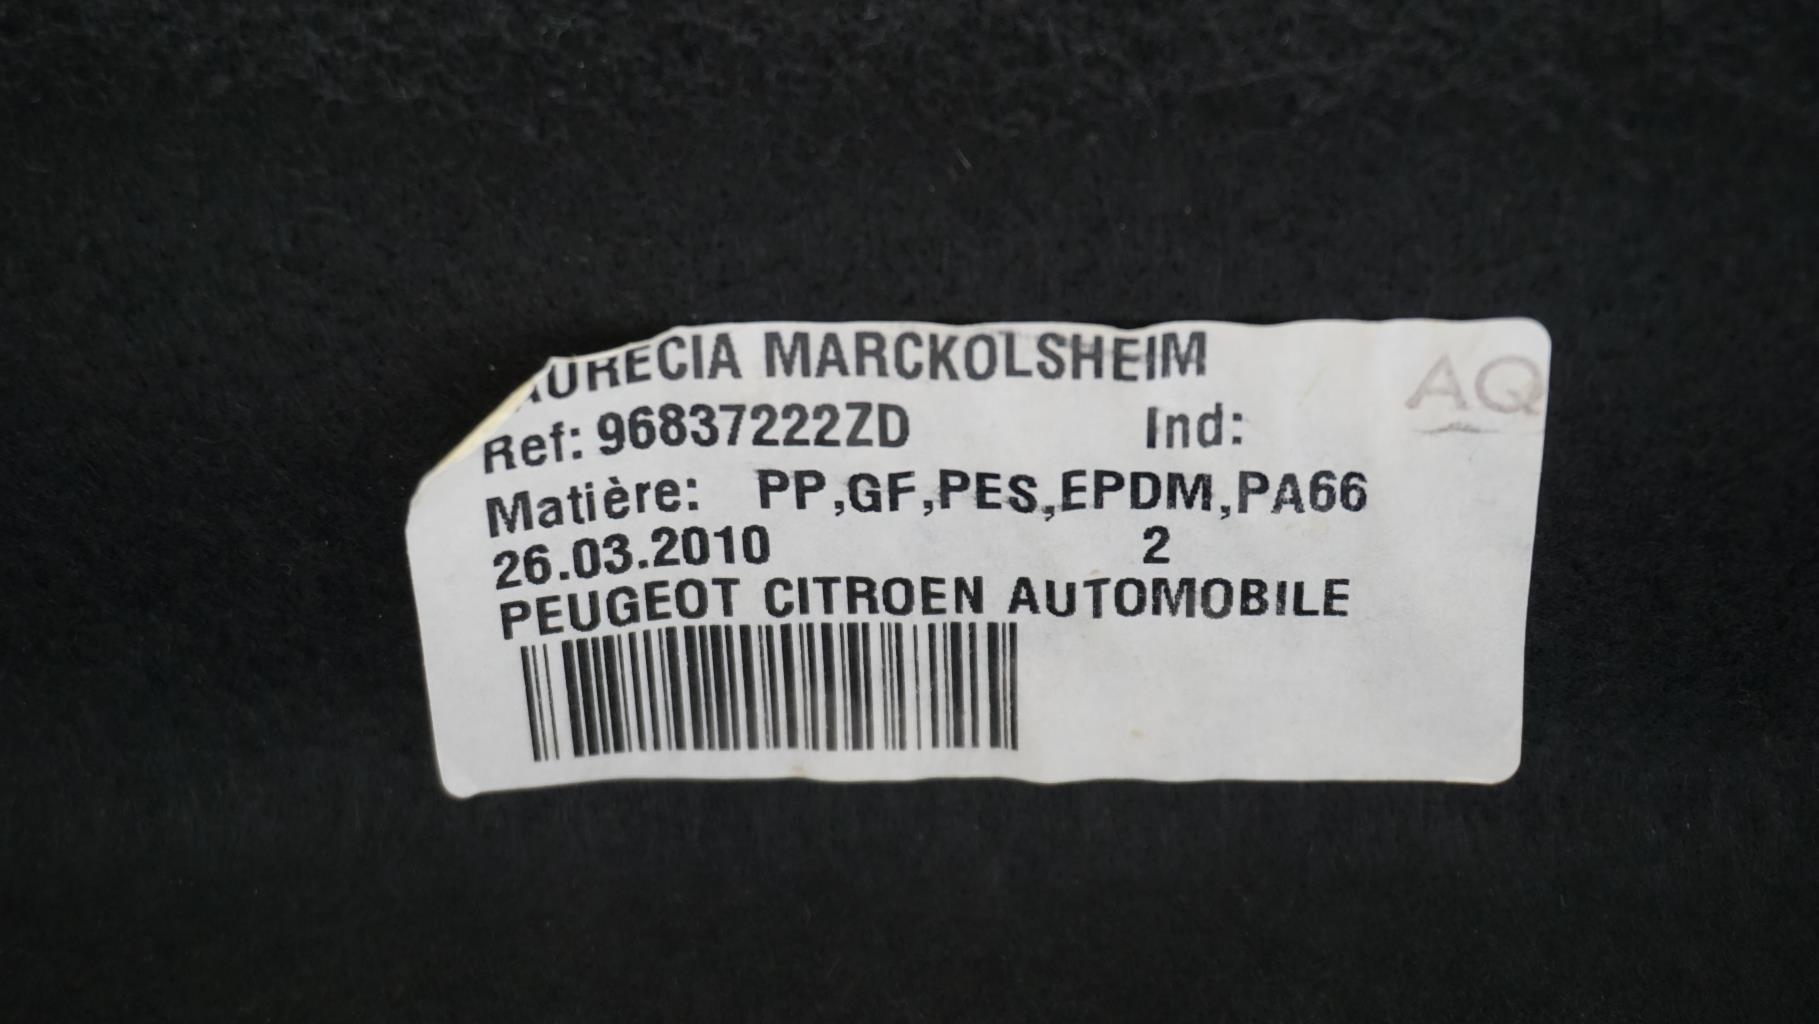 AURECIA MARCKOLSHEIM
AQ
Ref: 96837222ZD Ind:
Matière: PP,GF,PES,EPDM,PA66
26.03.2010 2
PEUGEOT CITROEN AUTOMOBILE